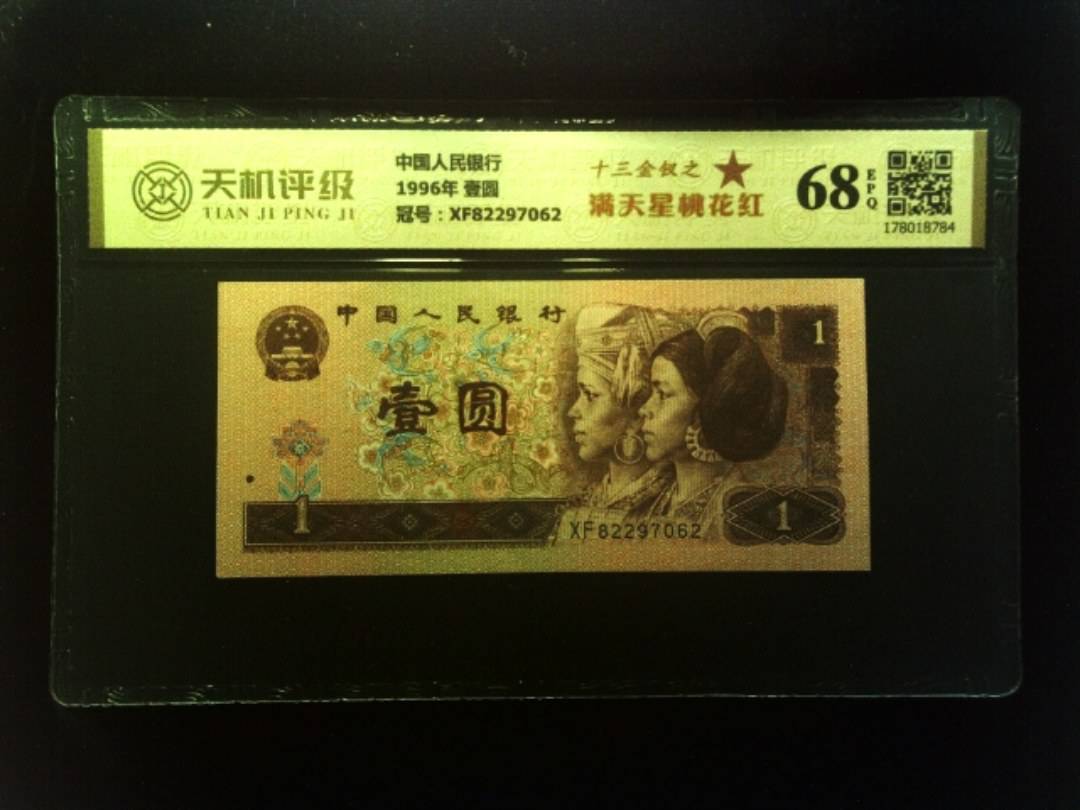 天机评级
TIAN JI PING JI
中国人民银行
1996年 壹圆
冠号：XF82297062
十三金钗之
满天星桃花红
68
EPQ
178018784
中国人民银行
1
壹圆
1
XF82297062
1